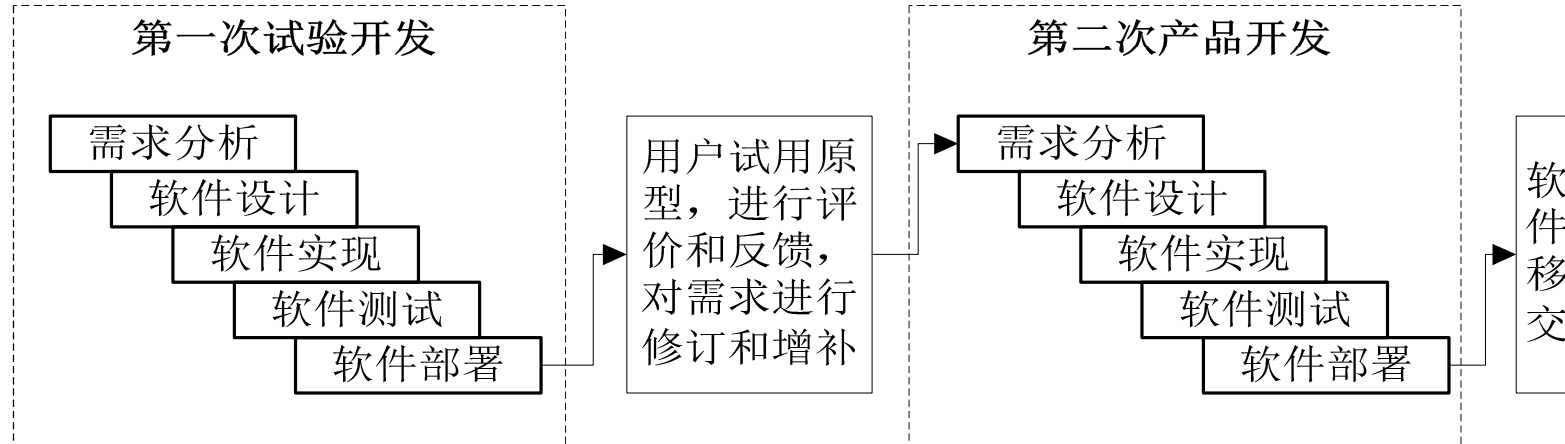 第一次试验开发
需求分析
软件设计
软件实现
软件测试
软件部署
用户试用原
型，进行评
价和反馈，
对需求进行
修订和增补
第二次产品开发
需求分析
软件设计
软件实现
软件测试
软件部署
软
件
移
交